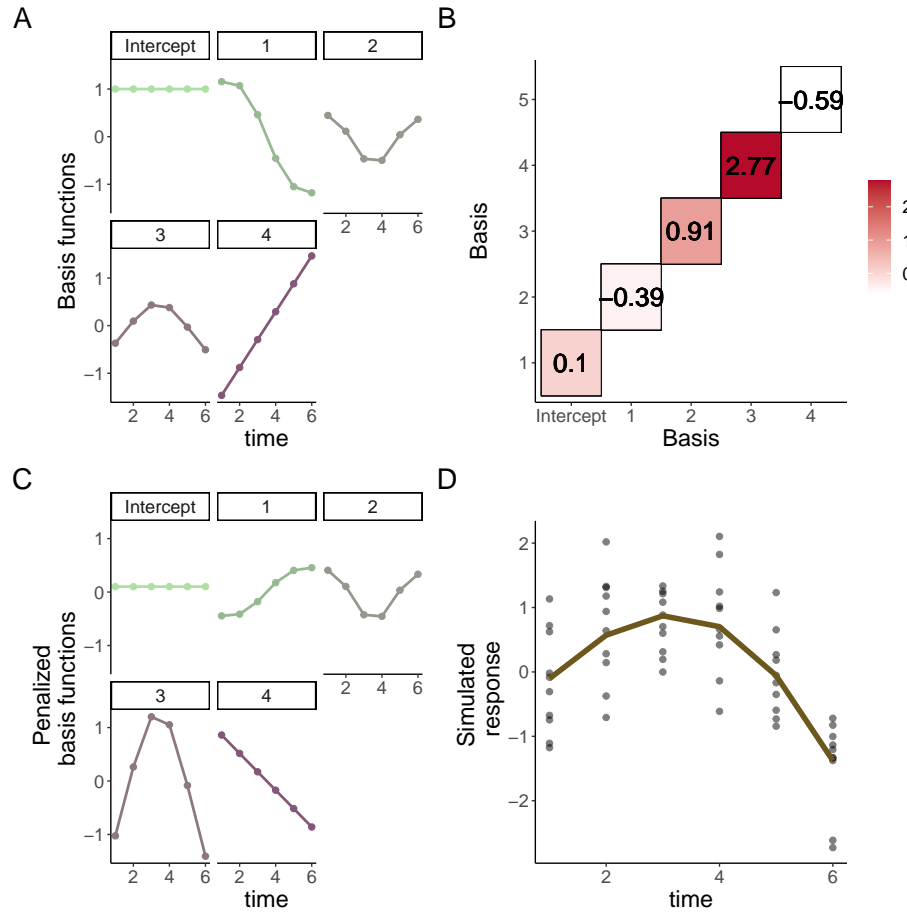 A
Intercept 1 2
1
0
−1
2 4 6
3 4
1
0
−1
2 4 6 2 4 6
Basis functions
time
B
5
4
3
2
1
−0.59
2.77
0.91
−0.39
0.1
Intercept 1 2 3 4
Basis
Basis
2
1
0
C
Intercept 1 2
1
0
−1
2 4 6
3 4
1
0
−1
2 4 6 2 4 6
Penalized
basis functions
time
D
2
1
0
−1
−2
2 4 6
Simulated
response
time